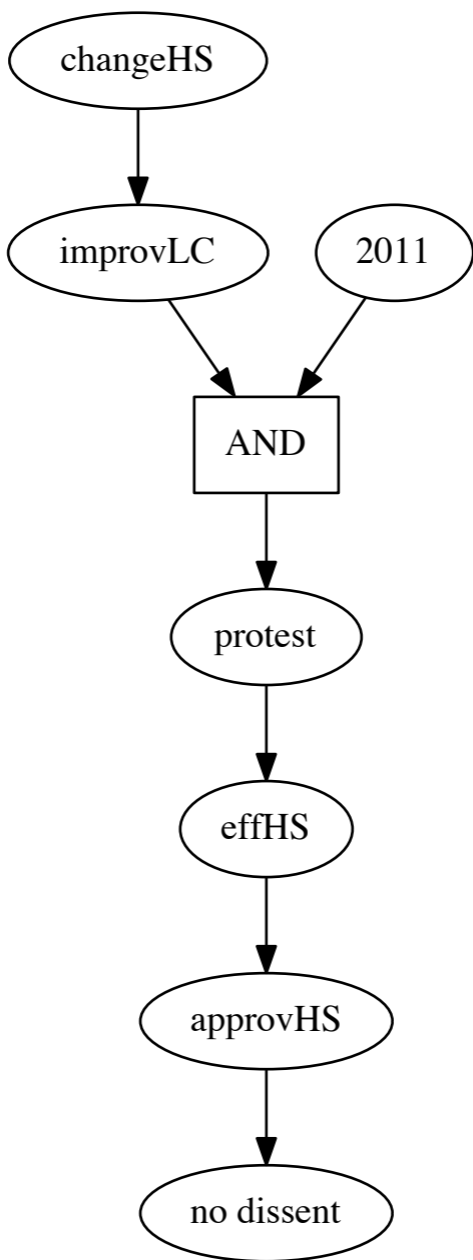 changeHS
improvLC
2011
AND
protest
effHS
approvHS
no dissent